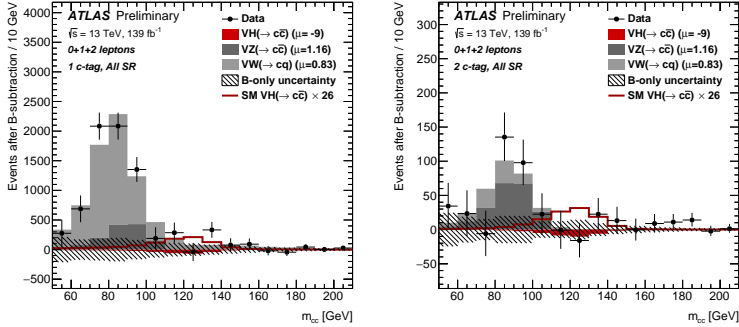 Events after B-subtraction / 10 GeV
4000
3500
3000
2500
2000
1500
1000
500
0
−500
ATLAS Preliminary
√s = 13 TeV, 139 fb⁻¹
0+1+2 leptons
1 c-tag, All SR
Data
VH(→ cc̅) (μ= -9)
VZ(→ cc̅) (μ=1.16)
VW(→ cq) (μ=0.83)
B-only uncertainty
SM VH(→ cc̅) × 26
60 80 100 120 140 160 180 200
m_cc [GeV]
Events after B-subtraction / 10 GeV
300
250
200
150
100
50
0
−50
ATLAS Preliminary
√s = 13 TeV, 139 fb⁻¹
0+1+2 leptons
2 c-tag, All SR
Data
VH(→ cc̅) (μ= -9)
VZ(→ cc̅) (μ=1.16)
VW(→ cq) (μ=0.83)
B-only uncertainty
SM VH(→ cc̅) × 26
60 80 100 120 140 160 180 200
m_cc [GeV]